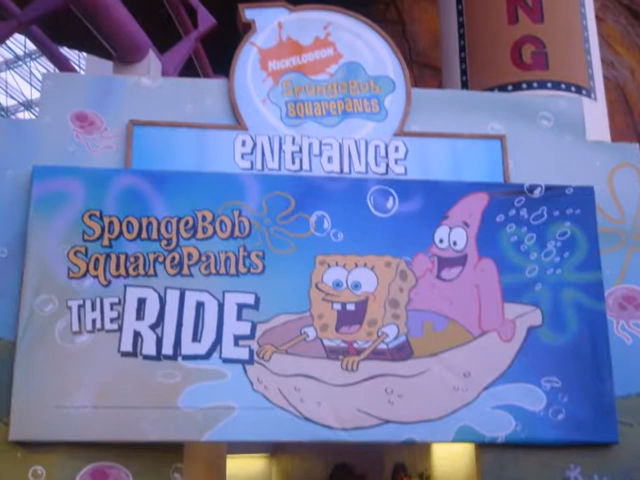 NG
NICKELODEON
SpongeBob
SQUAREPANTS
entrance
SpongeBob
SquarePants
THE RIDE